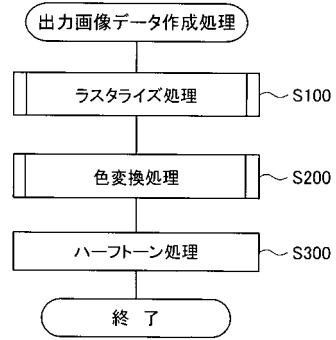 出力画像データ作成処理
ラスタライズ処理
S100
色変換処理
S200
ハーフトーン処理
S300
終 了